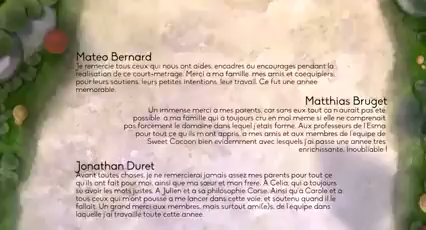 Mateo Bernard
Je remercie tous ceux qui nous ont aidés, encadrés ou encouragés pendant la
réalisation de ce court-métrage. Merci à ma famille, mes amis et coéquipiers,
pour leurs soutiens, leurs petites intentions, leur travail. Ce fut une année
mémorable.
Matthias Bruget
Un immense merci à mes parents, car sans eux tout ça n'aurait pas été
possible, à ma famille qui a toujours cru en moi même si elle ne comprenait
pas forcément le domaine dans lequel j'étais formé. Aux professeurs de l'Esma
pour tout ce qu'ils m'ont appris, à mes amis et aux membres de l'équipe de
Sweet Cocoon bien évidemment avec lesquels j'ai passé une année très
enrichissante. Inoubliable !
Jonathan Duret
Avant toutes choses, je ne remercierai jamais assez mes parents pour tout ce
qu'ils ont fait pour moi, ainsi que ma sœur et mon frère. À Célia, qui a toujours
su avoir les mots justes. À Julien et à sa philosophie Corse. Ainsi qu'à Carole et à
tous ceux qui m'ont poussé à me lancer dans cette voie, et soutenu quand il le
fallait. Un grand merci aux membres, mais surtout ami(e)s, de l'équipe dans
laquelle j'ai travaillé toute cette année.